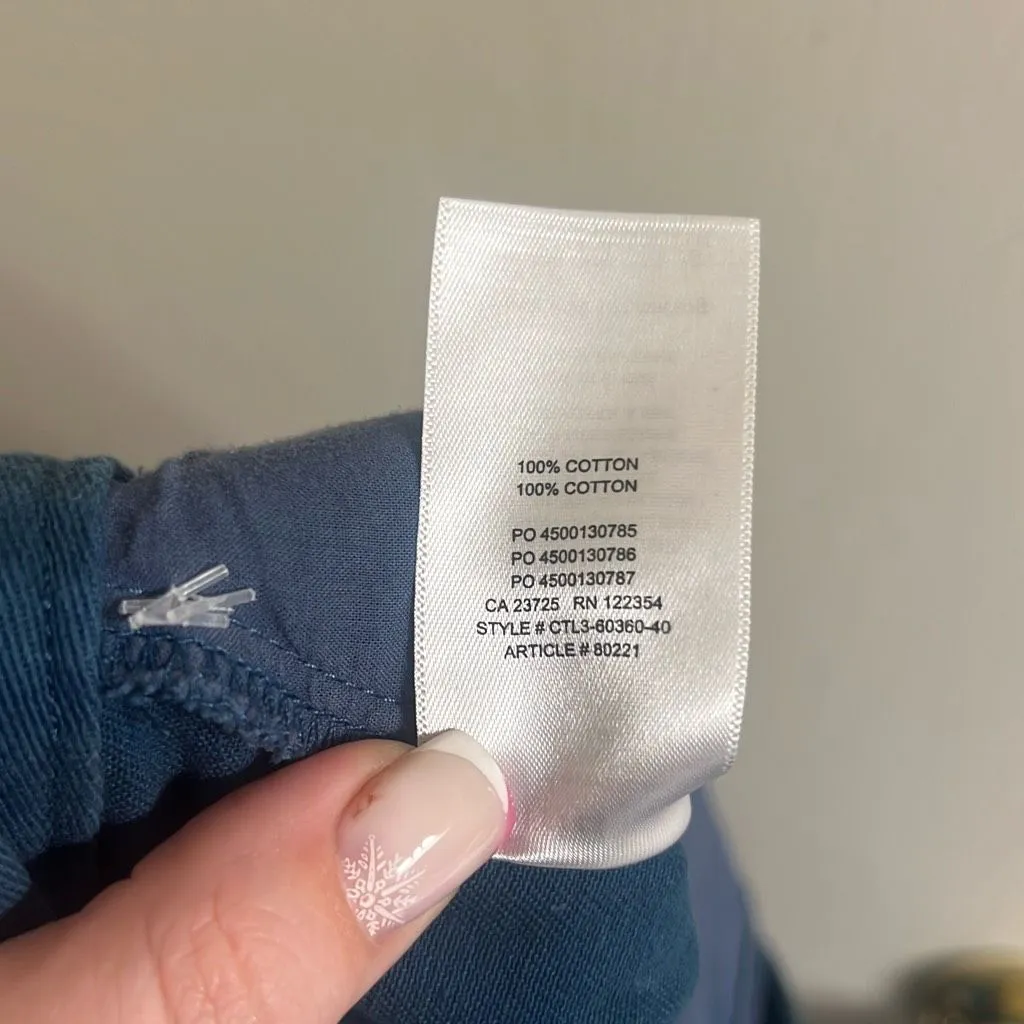 100% COTTON
100% COTTON
PO 4500130785
PO 4500130786
PO 4500130787
CA 23725 RN 122354
STYLE # CTL3-60360-40
ARTICLE # 80221